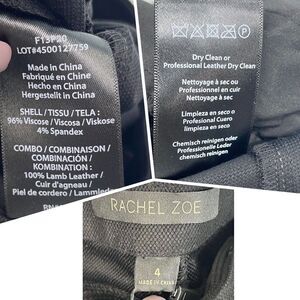 F13P20
LOT#4500127759
Made in China
Fabriqué en Chine
Hecho en China
Hergestellt in China
SHELL / TISSU / TELA :
96% Viscose / Viscosa / Viskose
4% Spandex
COMBO / COMBINAISON /
COMBINACIÓN /
KOMBINATION :
100% Lamb Leather /
Cuir d'agneau /
Piel de cordero /
Dry Clean or
Professional Leather Dry Clean
Nettoyage à sec ou
Nettoyage à sec
Professionnel en cuir
Limpieza en seco o
Profesional Cuero
limpieza en seco
Chemisch reinigen oder
Professionelle Leder
chemisch reinigen.
RACHEL ZOE
4
MADE IN CHINA